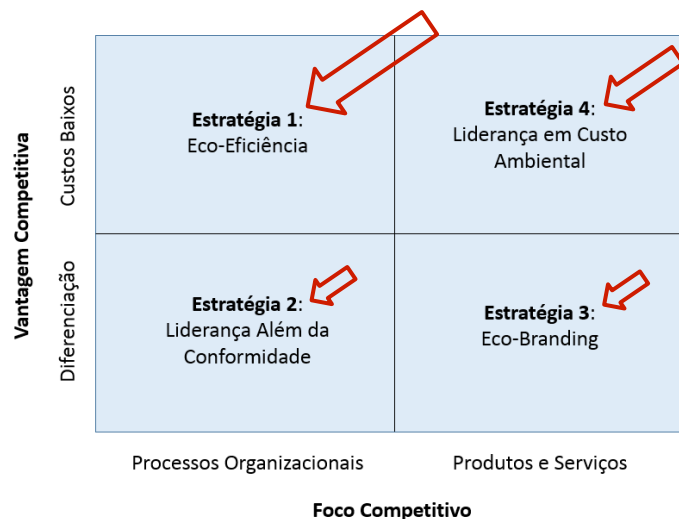 Vantagem Competitiva
Custos Baixos
Diferenciação
Estratégia 1:
Eco-Eficiência
Estratégia 4:
Liderança em Custo
Ambiental
Estratégia 2:
Liderança Além da
Conformidade
Estratégia 3:
Eco-Branding
Processos Organizacionais
Produtos e Serviços
Foco Competitivo